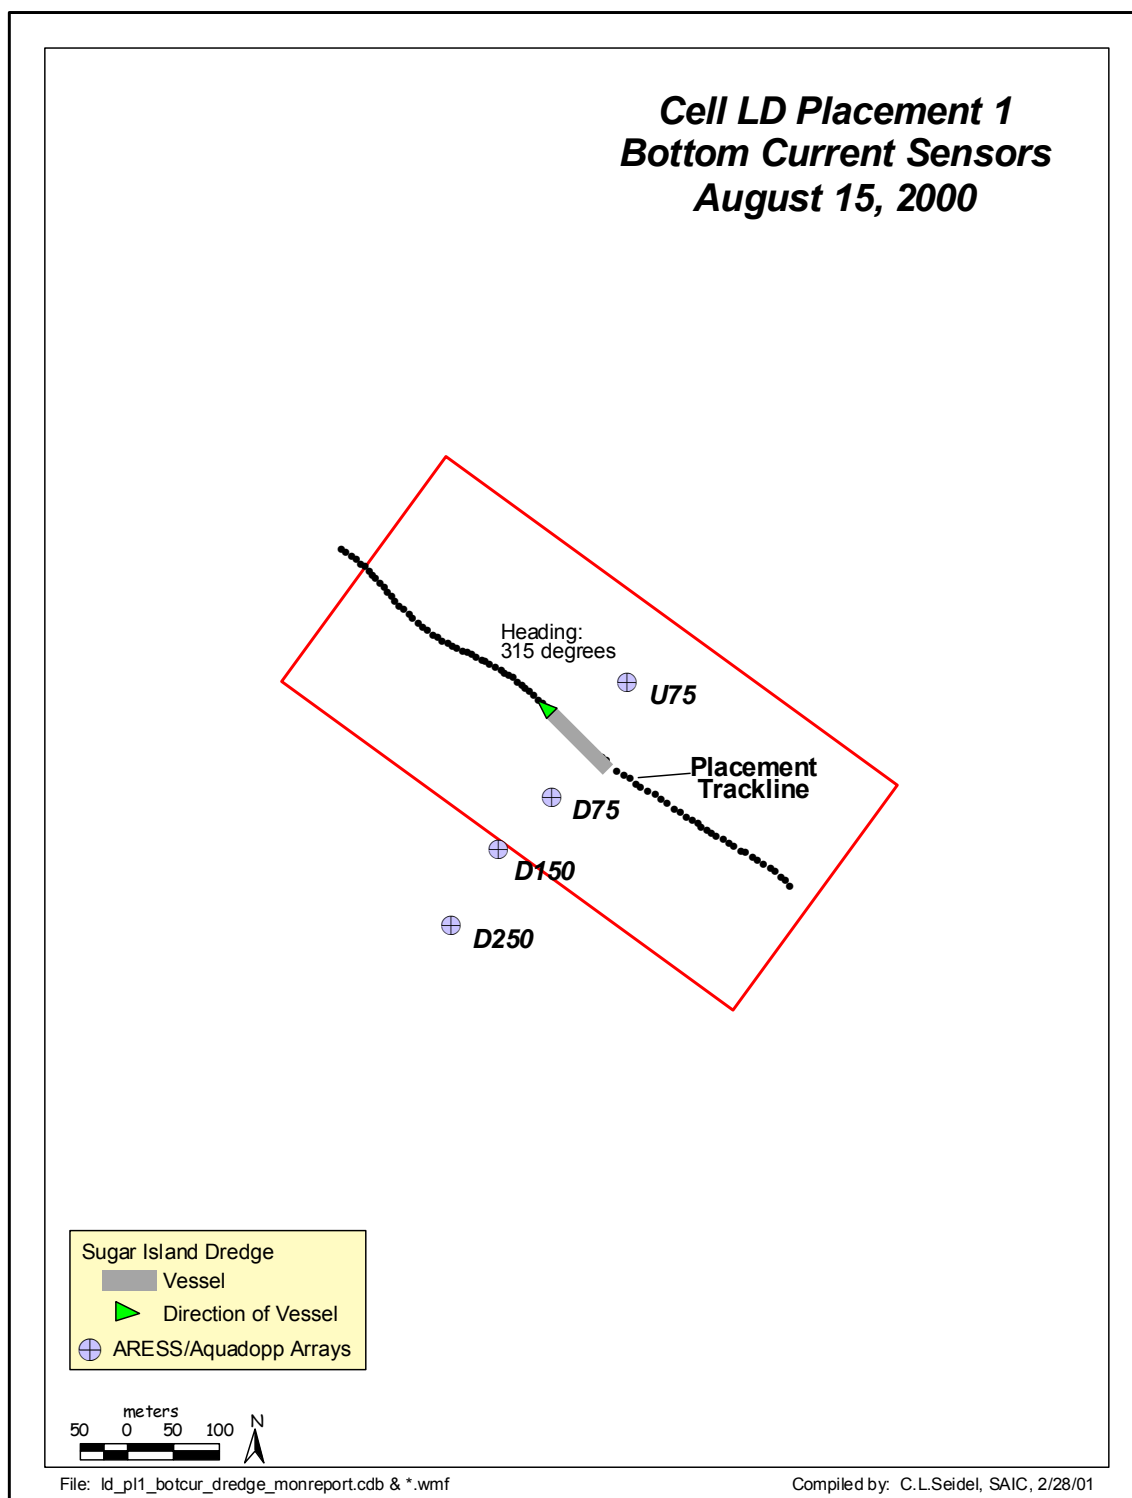 Cell LD Placement 1
Bottom Current Sensors
August 15, 2000
Heading:
315 degrees
U75
Placement
Trackline
D75
D150
D250
Sugar Island Dredge
Vessel
Direction of Vessel
ARESS/Aquadopp Arrays
meters
50 0 50 100
N
File: ld_pl1_botcur_dredge_monreport.cdb & *.wmf
Compiled by: C.L.Seidel, SAIC, 2/28/01